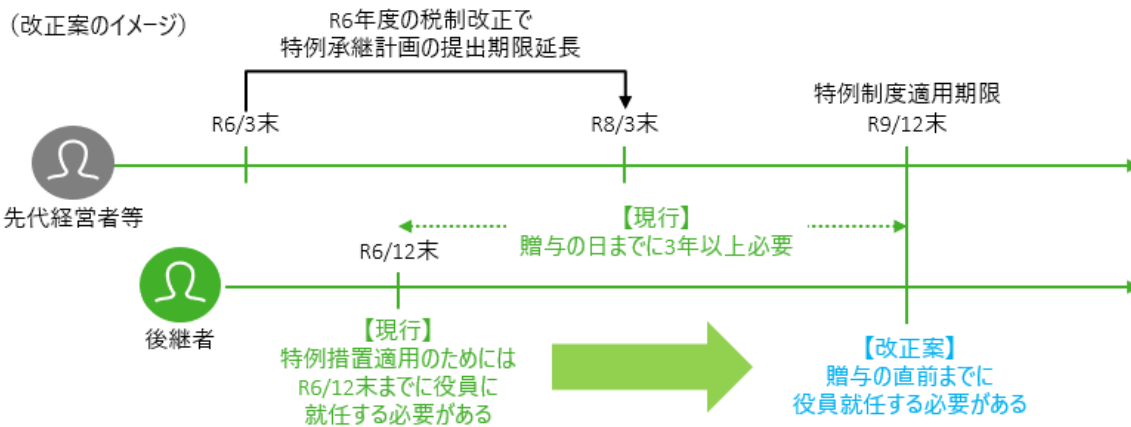 （改正案のイメージ）
R6年度の税制改正で
特例承継計画の提出期限延長
特例制度適用期限
R6/3末
R8/3末
R9/12末
先代経営者等
【現行】
贈与の日までに3年以上必要
R6/12末
後継者
【現行】
特例措置適用のためには
R6/12末までに役員に
就任する必要がある
【改正案】
贈与の直前までに
役員就任する必要がある